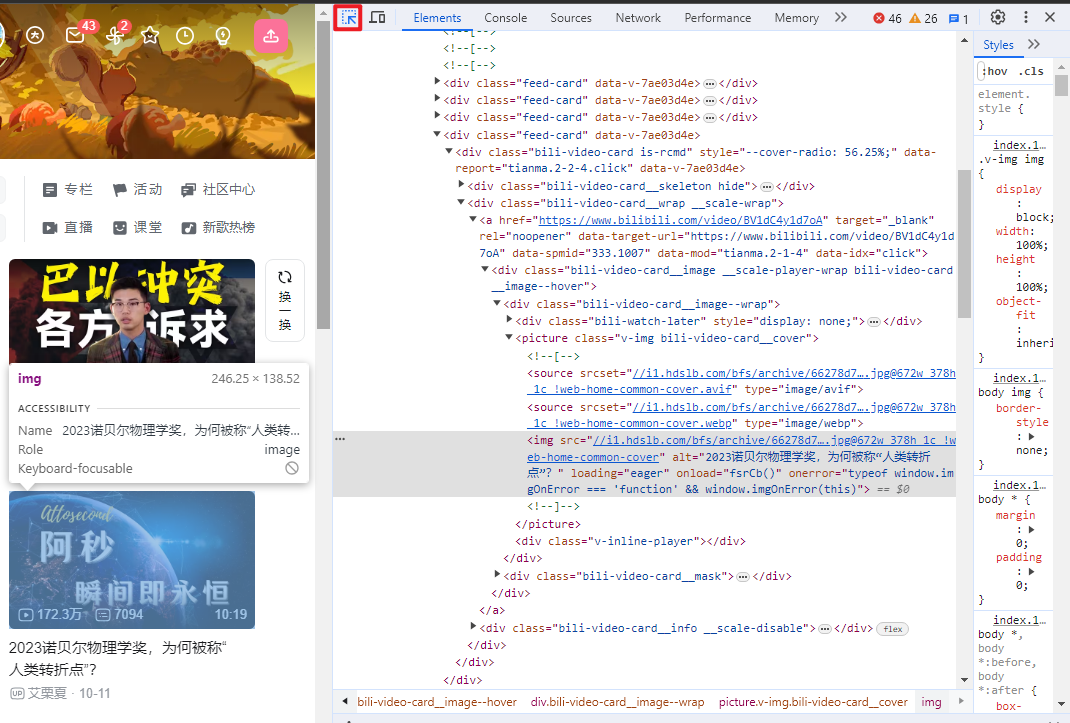 43
2
专栏
活动
社区中心
直播
课堂
新歌热榜
巴以冲突
各方诉求
换
一
换
img
246.25 × 138.52
ACCESSIBILITY
Name
2023诺贝尔物理学奖，为何被称“人类转...
Role
image
Keyboard-focusable
Attosecond
阿秒
瞬间即永恒
172.3万
7094
10:19
2023诺贝尔物理学奖，为何被称“
人类转折点”？
UP 艾栗夏 · 10-11
Elements
Console
Sources
Network
Performance
Memory
46
26
1
<!--[-->
<!--[-->
<!--[-->
<div class="feed-card" data-v-7ae03d4e> ⋯ </div>
<div class="feed-card" data-v-7ae03d4e> ⋯ </div>
<div class="feed-card" data-v-7ae03d4e> ⋯ </div>
<div class="feed-card" data-v-7ae03d4e>
<div class="bili-video-card is-rcmd" style="--cover-radio: 56.25%;" data-
report="tianma.2-2-4.click" data-v-7ae03d4e>
<div class="bili-video-card__skeleton hide"> ⋯ </div>
<div class="bili-video-card__wrap __scale-wrap">
<a href="https://www.bilibili.com/video/BV1dC4y1d7oA" target="_blank"
rel="noopener" data-target-url="https://www.bilibili.com/video/BV1dC4y1d
7oA" data-spmid="333.1007" data-mod="tianma.2-1-4" data-idx="click">
<div class="bili-video-card__image __scale-player-wrap bili-video-card
__image--hover">
<div class="bili-video-card__image--wrap">
<div class="bili-watch-later" style="display: none;"> ⋯ </div>
<picture class="v-img bili-video-card__cover">
<!--[-->
<source srcset="//i1.hdslb.com/bfs/archive/66278d7….jpg@672w_378h
_1c_!web-home-common-cover.avif" type="image/avif">
<source srcset="//i1.hdslb.com/bfs/archive/66278d7….jpg@672w_378h
_1c_!web-home-common-cover.webp" type="image/webp">
<img src="//i1.hdslb.com/bfs/archive/66278d7….jpg@672w_378h_1c_!w
eb-home-common-cover" alt="2023诺贝尔物理学奖，为何被称“人类转折
点”？" loading="eager" onload="fsrCb()" onerror="typeof window.im
gOnError === 'function' && window.imgOnError(this)"> == $0
<!--]-->
</picture>
<div class="v-inline-player"></div>
</div>
<div class="bili-video-card__mask"> ⋯ </div>
</div>
</a>
<div class="bili-video-card__info __scale-disable"> ⋯ </div> flex
</div>
</div>
</div>
bili-video-card__image--hover
div.bili-video-card__image--wrap
picture.v-img.bili-video-card__cover
img
Styles
:hov .cls
element.
style {
}
index.1…
.v-img img
{
display
:
block;
width:
100%;
height
:
100%;
object-
fit
:
inheri
}
index.1…
body img {
border-
style
:
none;
}
index.1…
body * {
margin
:
0;
padding
:
0;
}
index.1…
body *,
body
*:before,
body
*:after {
box-